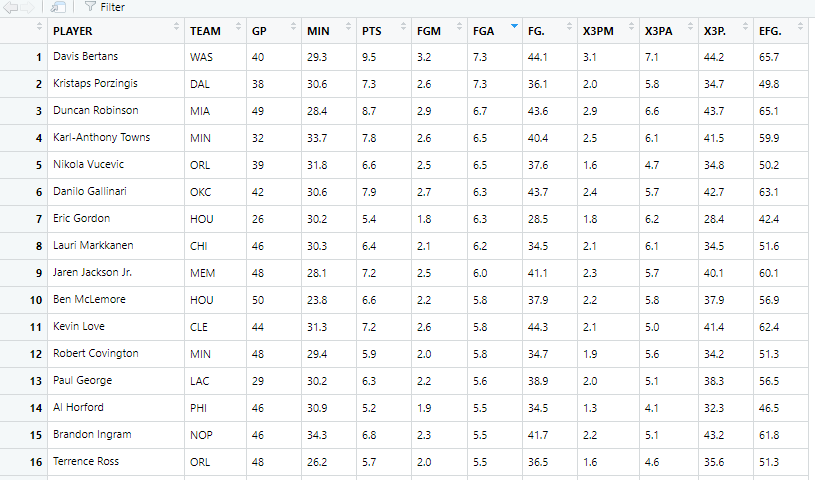 Filter
PLAYER TEAM GP MIN PTS FGM FGA FG. X3PM X3PA X3P. EFG.
1 Davis Bertans WAS 40 29.3 9.5 3.2 7.3 44.1 3.1 7.1 44.2 65.7
2 Kristaps Porzingis DAL 38 30.6 7.3 2.6 7.3 36.1 2.0 5.8 34.7 49.8
3 Duncan Robinson MIA 49 28.4 8.7 2.9 6.7 43.6 2.9 6.6 43.7 65.1
4 Karl-Anthony Towns MIN 32 33.7 7.8 2.6 6.5 40.4 2.5 6.1 41.5 59.9
5 Nikola Vucevic ORL 39 31.8 6.6 2.5 6.5 37.6 1.6 4.7 34.8 50.2
6 Danilo Gallinari OKC 42 30.6 7.9 2.7 6.3 43.7 2.4 5.7 42.7 63.1
7 Eric Gordon HOU 26 30.2 5.4 1.8 6.3 28.5 1.8 6.2 28.4 42.4
8 Lauri Markkanen CHI 46 30.3 6.4 2.1 6.2 34.5 2.1 6.1 34.5 51.6
9 Jaren Jackson Jr. MEM 48 28.1 7.2 2.5 6.0 41.1 2.3 5.7 40.1 60.1
10 Ben McLemore HOU 50 23.8 6.6 2.2 5.8 37.9 2.2 5.8 37.9 56.9
11 Kevin Love CLE 44 31.3 7.2 2.6 5.8 44.3 2.1 5.0 41.4 62.4
12 Robert Covington MIN 48 29.4 5.9 2.0 5.8 34.7 1.9 5.6 34.2 51.3
13 Paul George LAC 29 30.2 6.3 2.2 5.6 38.9 2.0 5.1 38.3 56.5
14 Al Horford PHI 46 30.9 5.2 1.9 5.5 34.5 1.3 4.1 32.3 46.5
15 Brandon Ingram NOP 46 34.3 6.8 2.3 5.5 41.7 2.2 5.1 43.2 61.8
16 Terrence Ross ORL 48 26.2 5.7 2.0 5.5 36.5 1.6 4.6 35.6 51.3